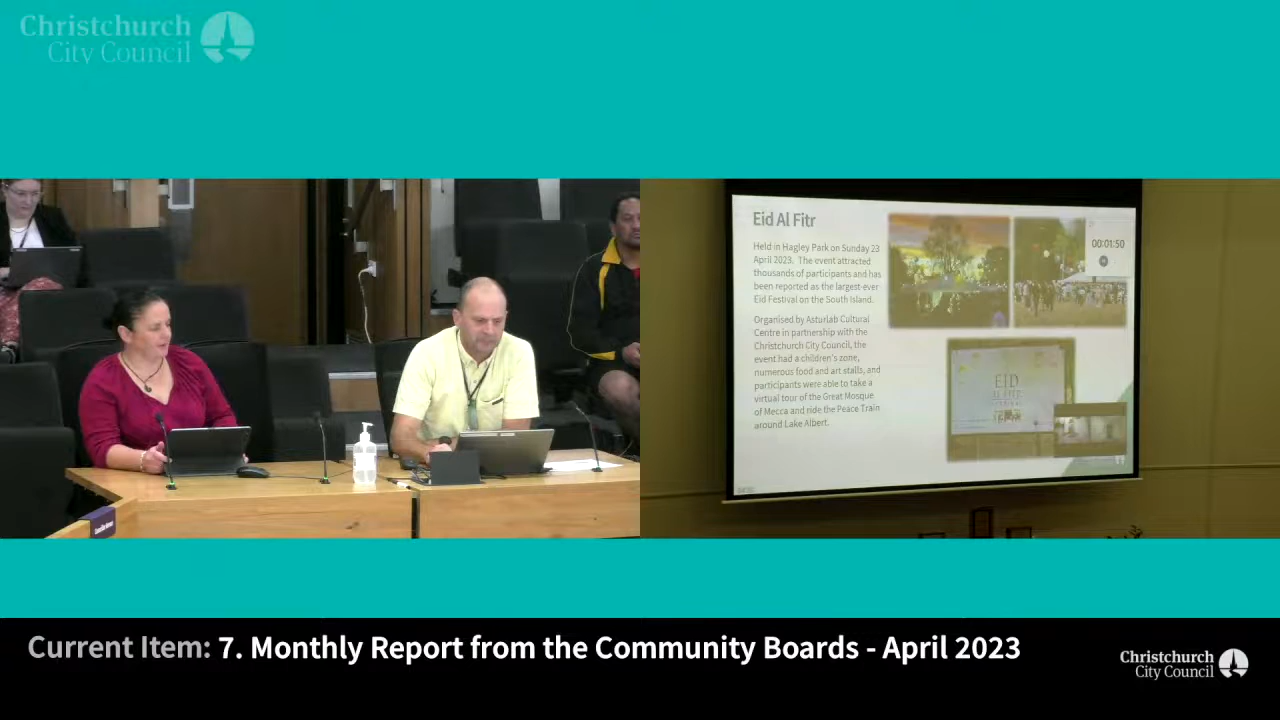 Christchurch
City Council
Eid Al Fitr
Held in Hagley Park on Sunday 23
April 2023. The event attracted
thousands of participants and has
been reported as the largest-ever
Eid Festival on the South Island.
Organised by Asturlab Cultural
Centre in partnership with the
Christchurch City Council, the
event had a children's zone,
numerous food and art stalls, and
participants were able to take a
virtual tour of the Great Mosque
of Mecca and ride the Peace Train
around Lake Albert.
00:01:50
EID
AL FITR
Current Item: 7. Monthly Report from the Community Boards - April 2023
Christchurch
City Council